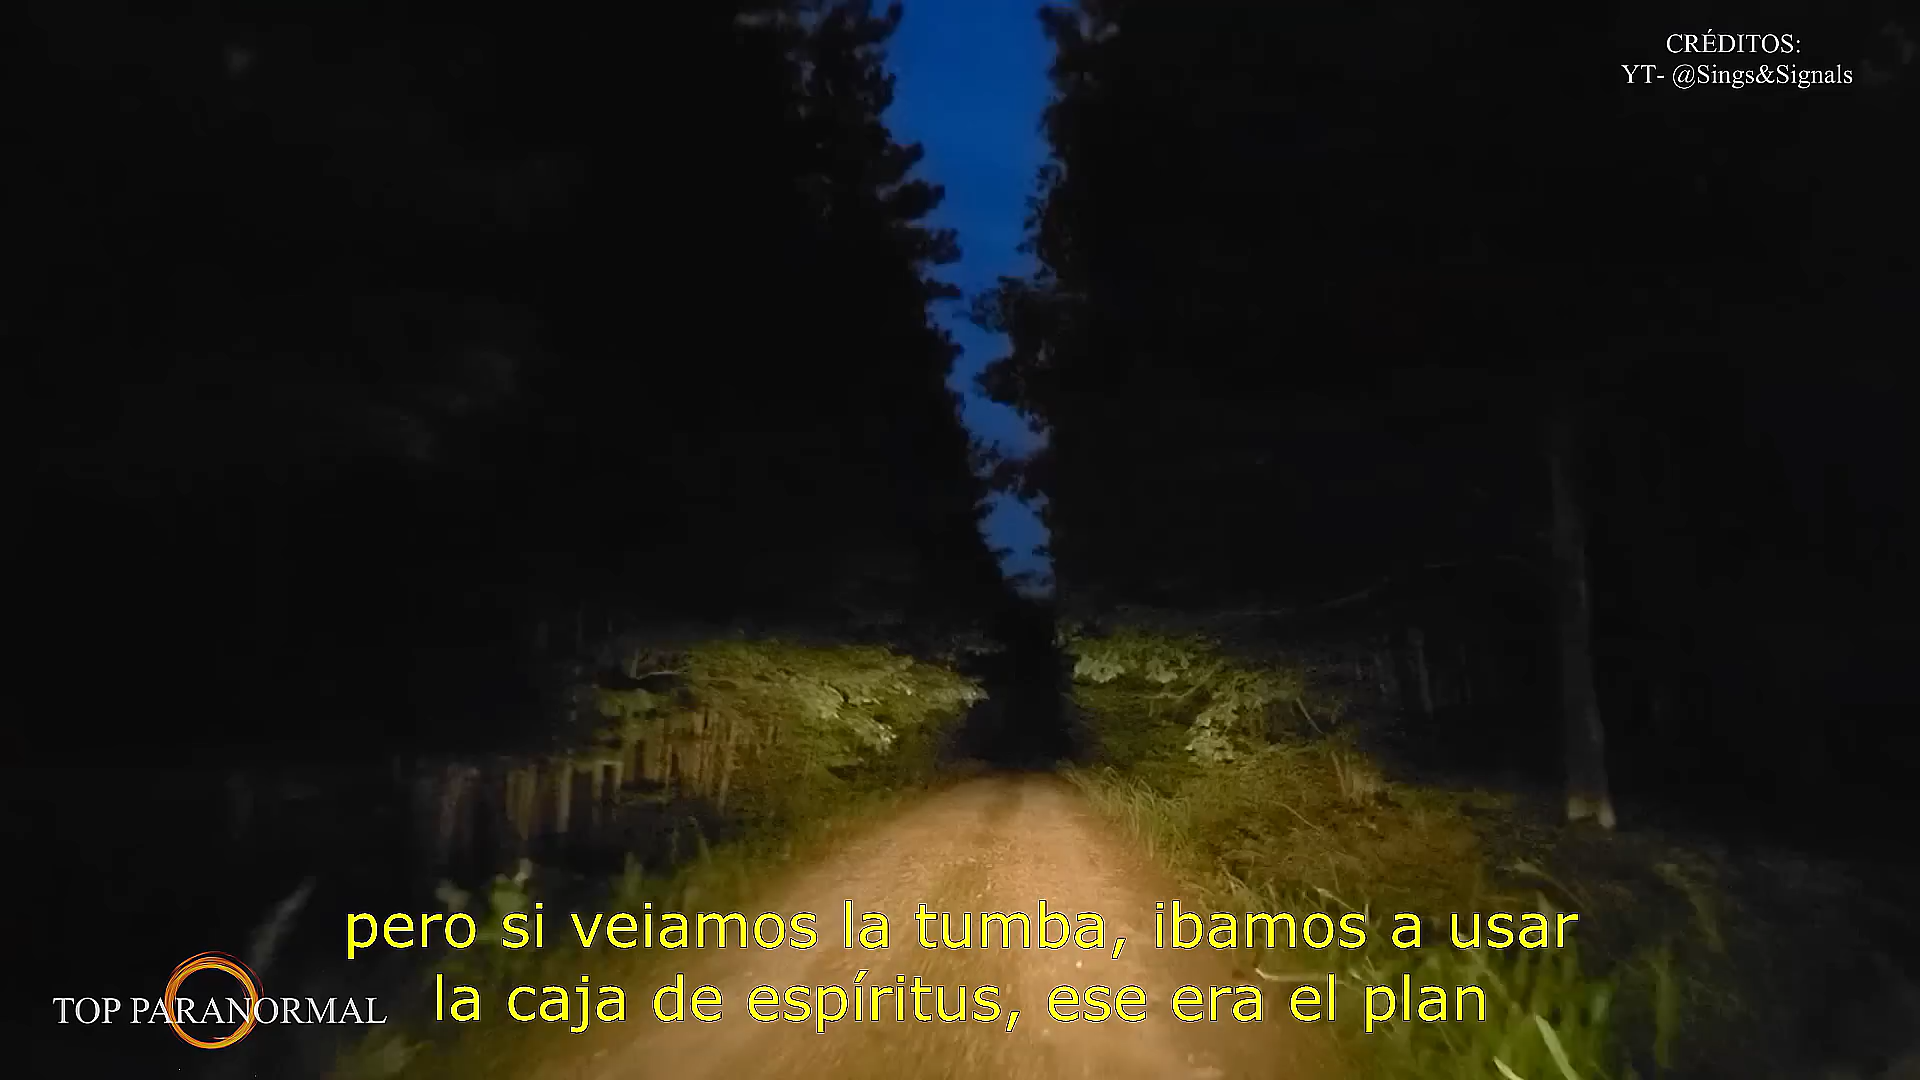 CRÉDITOS:
YT- @Sings&Signals
pero si veiamos la tumba, ibamos a usar
la caja de espíritus, ese era el plan
TOP PARANORMAL